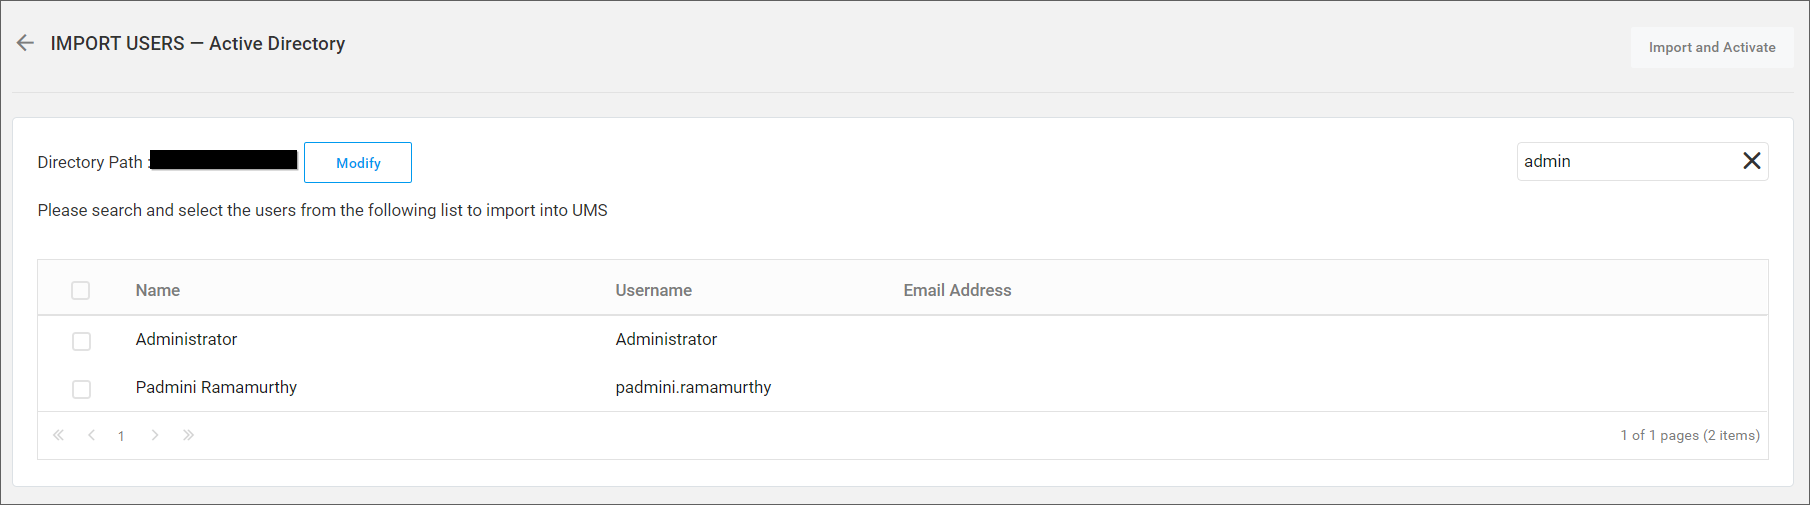 IMPORT USERS — Active Directory
Import and Activate
Directory Path :
Modify
admin
Please search and select the users from the following list to import into UMS
Name Username Email Address
Administrator Administrator
Padmini Ramamurthy padmini.ramamurthy
1
1 of 1 pages (2 items)